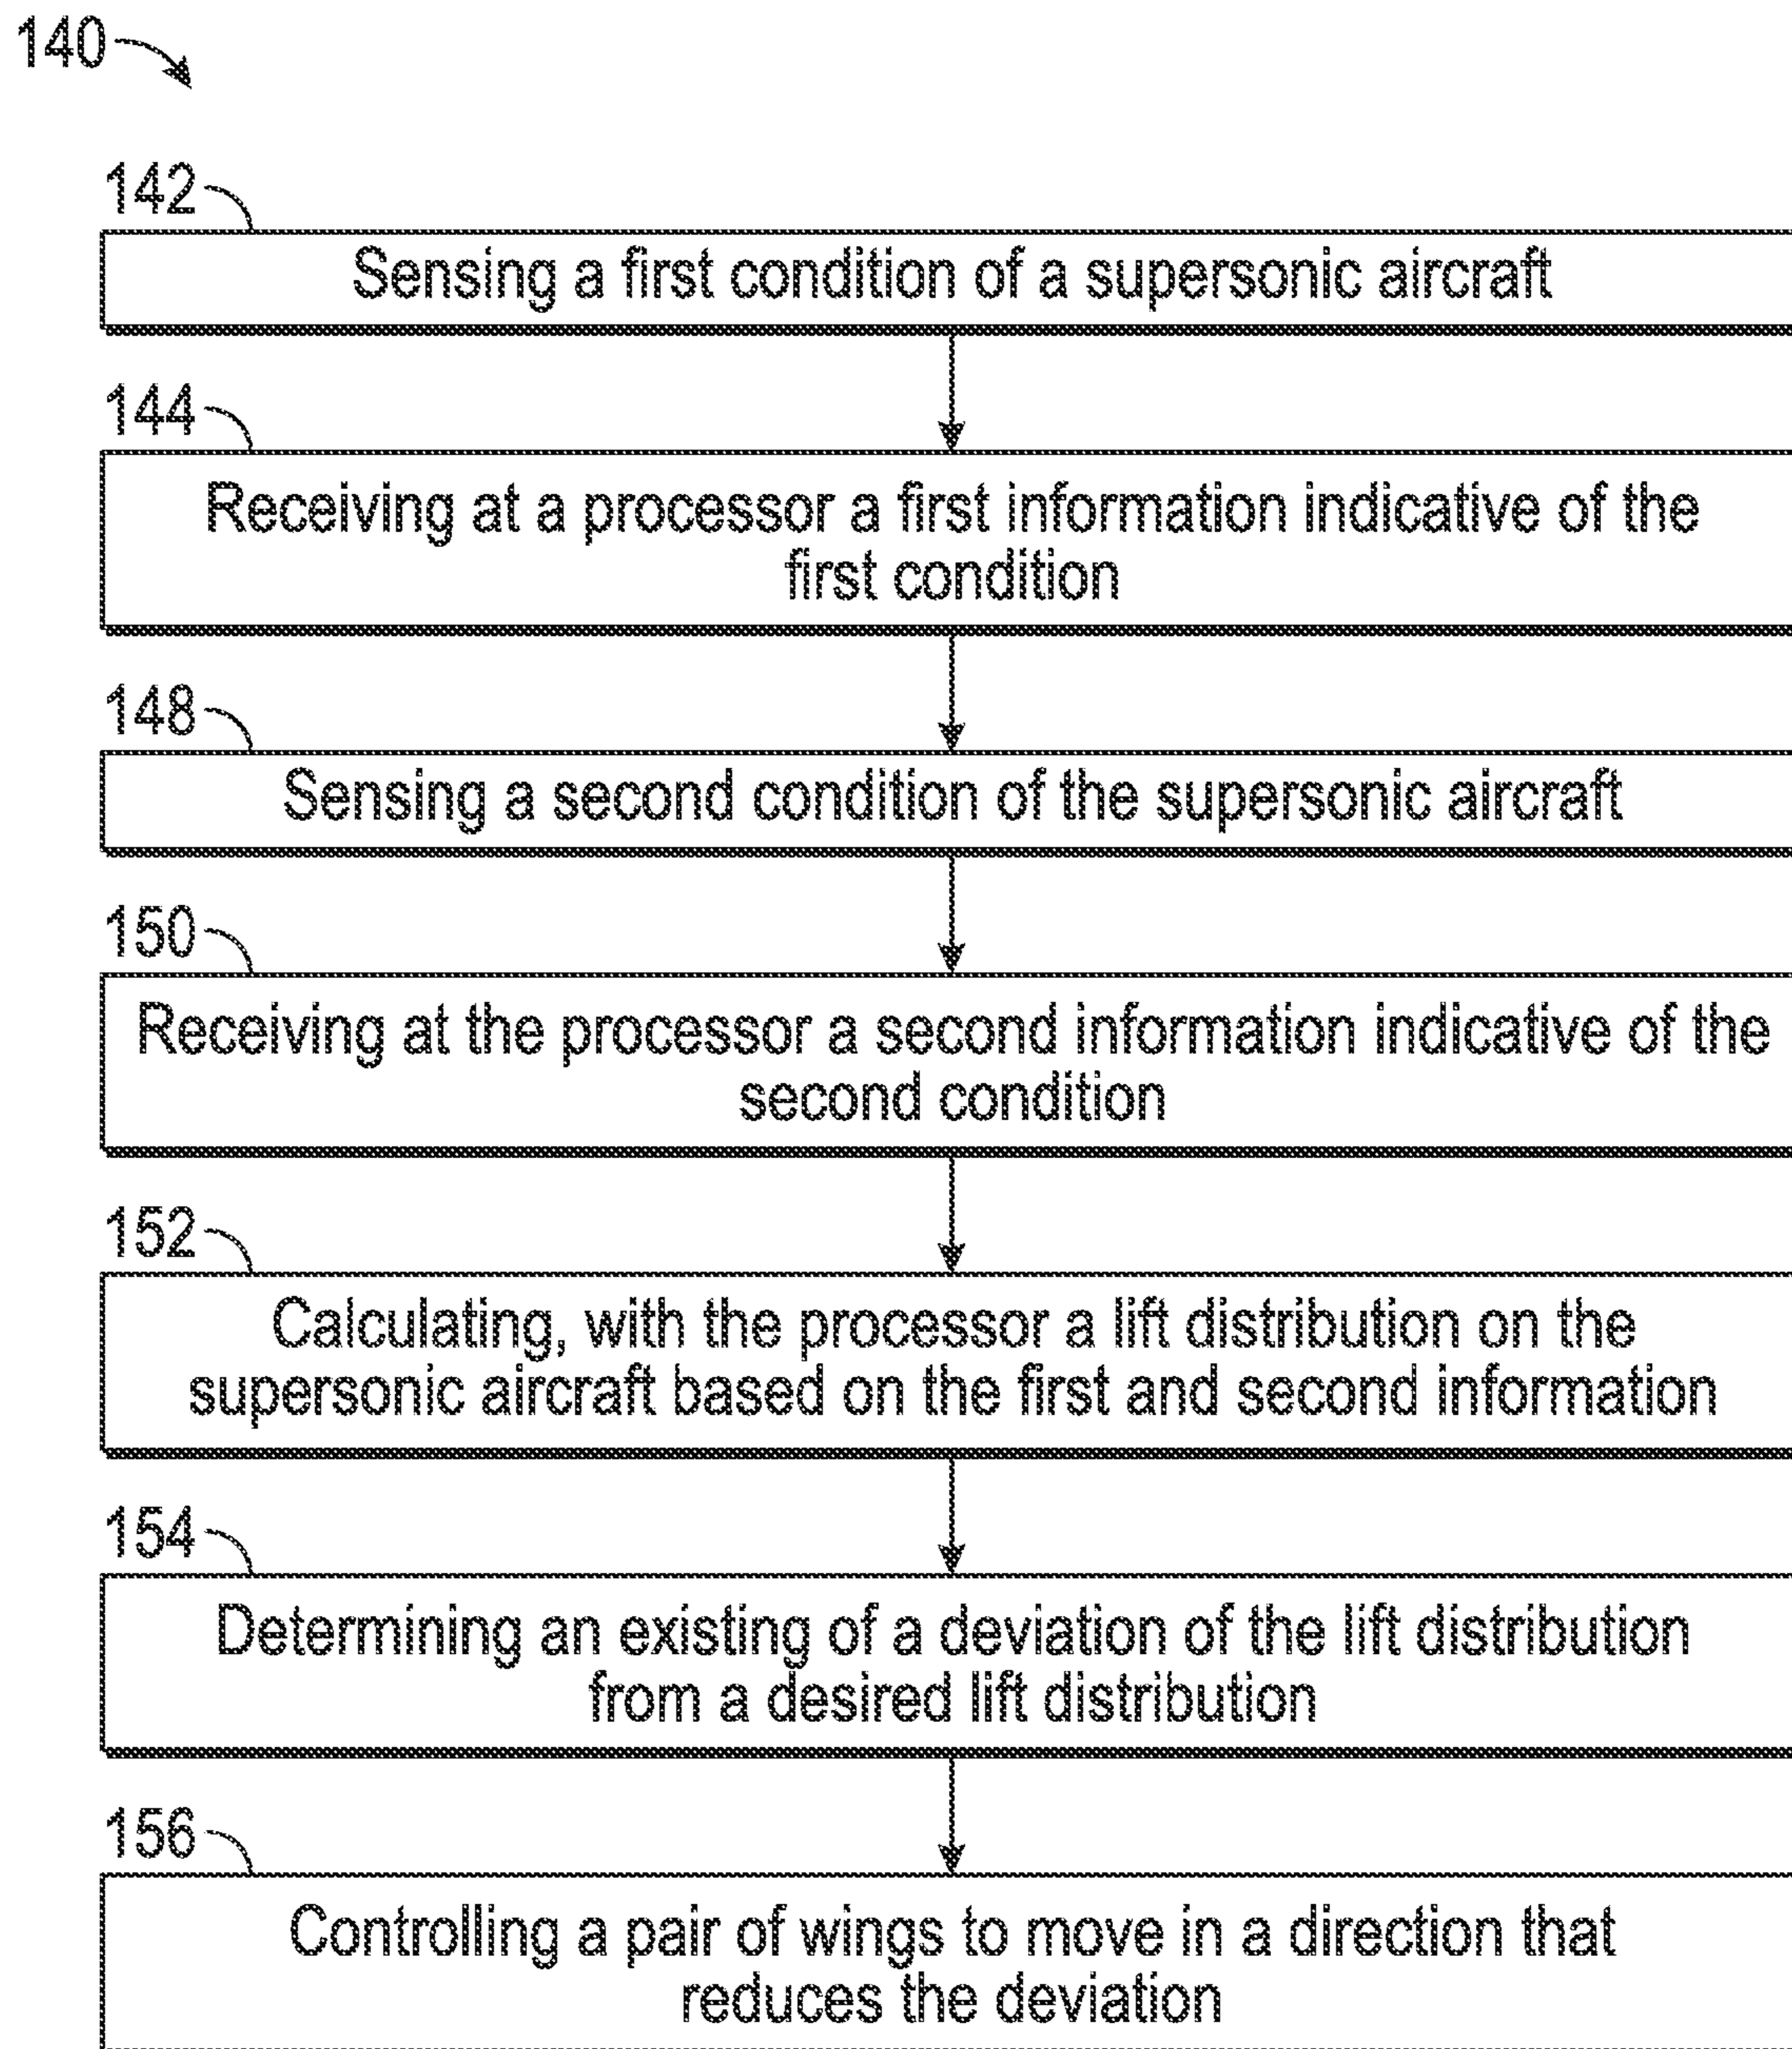 140
142
Sensing a first condition of a supersonic aircraft
144
Receiving at a processor a first information indicative of the
first condition
148
Sensing a second condition of the supersonic aircraft
150
Receiving at the processor a second information indicative of the
second condition
152
Calculating, with the processor a lift distribution on the
supersonic aircraft based on the first and second information
154
Determining an existing of a deviation of the lift distribution
from a desired lift distribution
156
Controlling a pair of wings to move in a direction that
reduces the deviation